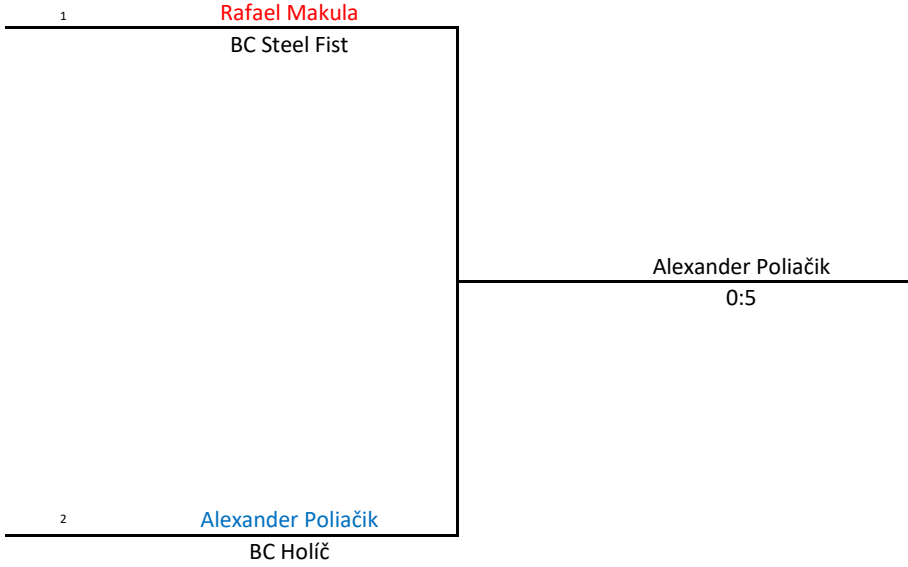 1 Rafael Makula
BC Steel Fist
Alexander Poliačik
0:5
2 Alexander Poliačik
BC Holíč